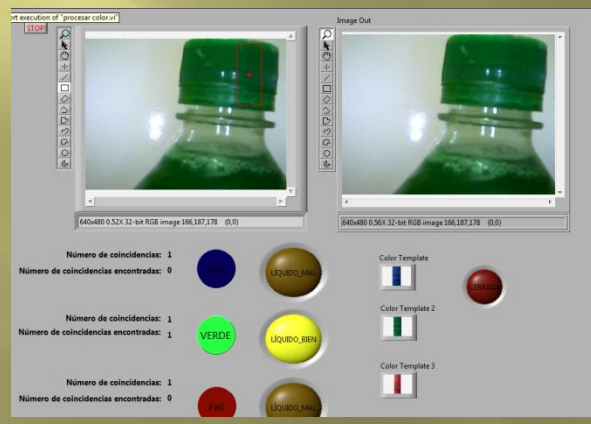 ort execution of "procesar color.vi"
STOP
Image Out
640x480 0.52X 32-bit RGB image 166,187,178 (0,0)
640x480 0.56X 32-bit RGB image 166,187,178 (0,0)
Número de coincidencias: 1
Número de coincidencias encontradas: 0
LÍQUIDO_MAL
Color Template
CERRADA
Número de coincidencias: 1
Número de coincidencias encontradas: 1
VERDE
LÍQUIDO_BIEN
Color Template 2
Color Template 3
Número de coincidencias: 1
Número de coincidencias encontradas: 0
Fail
LÍQUIDO_MAL